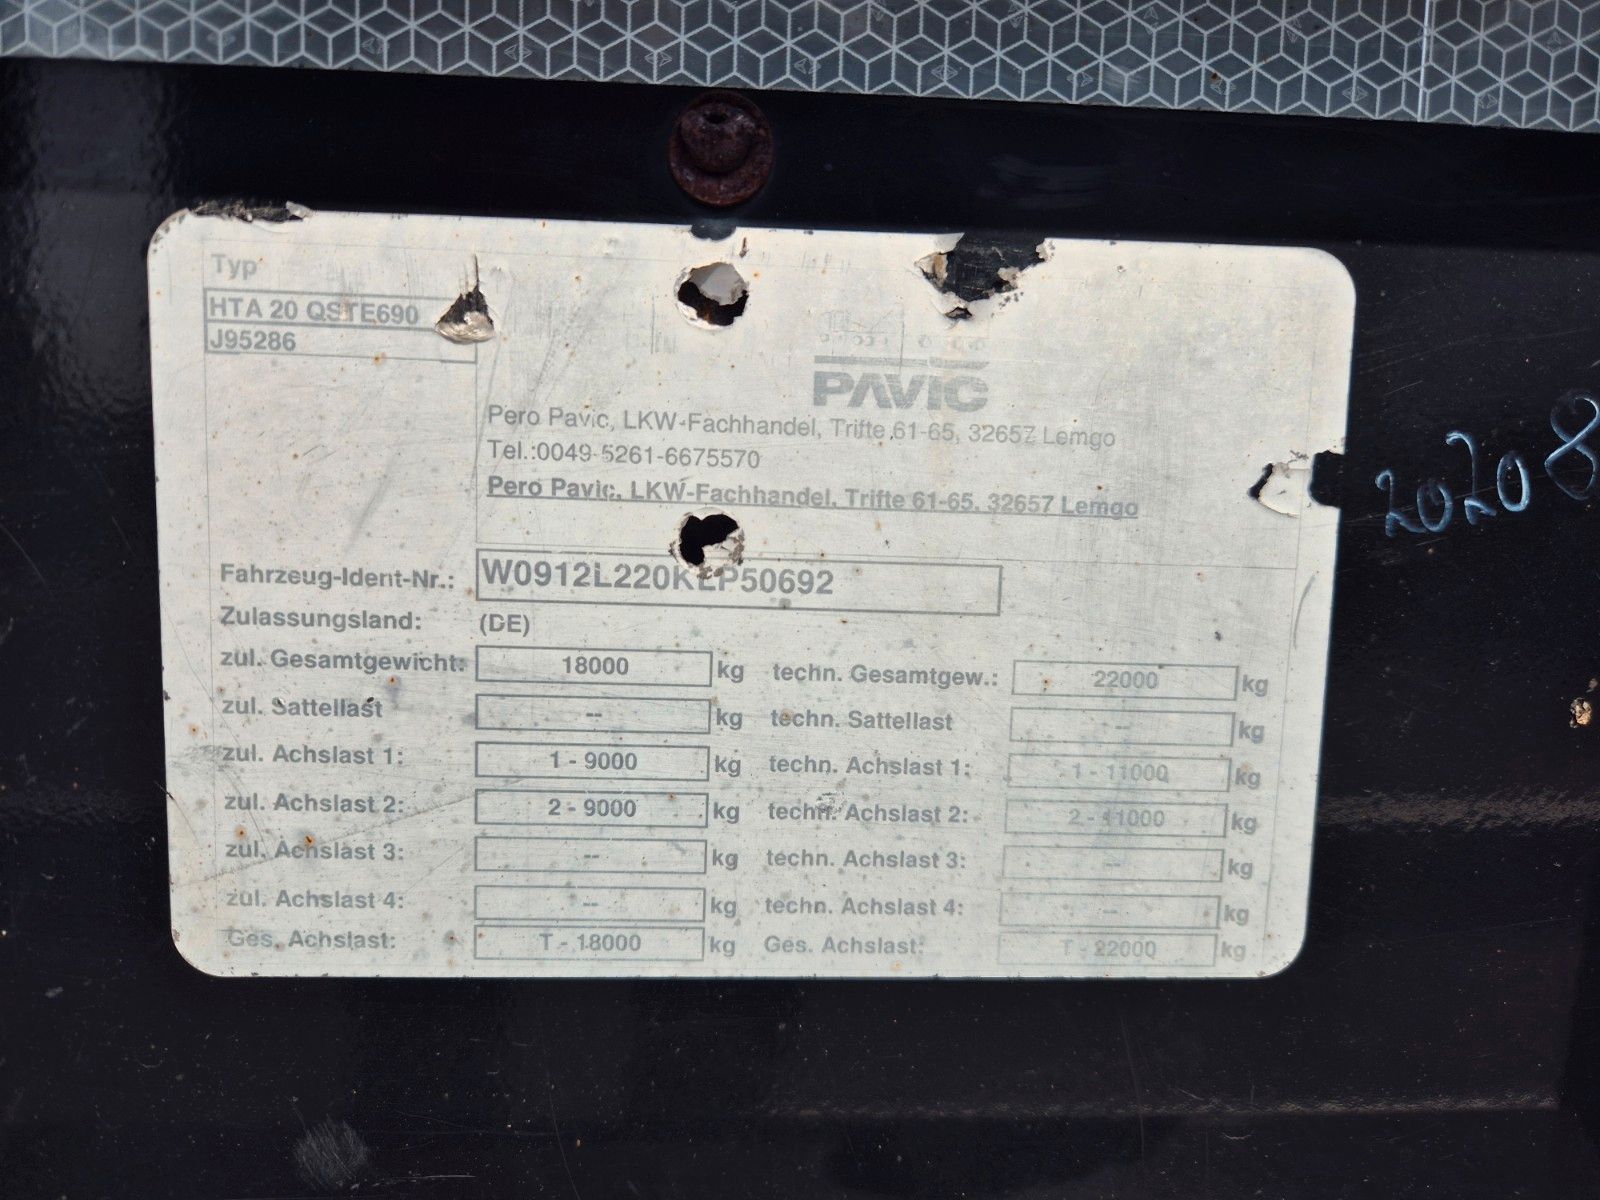 Typ
HTA 20 QSTE690
J95286
PAVIC
Pero Pavic, LKW-Fachhandel, Trifte 61-65, 32657 Lemgo
Tel.:0049-5261-6675570
Pero Pavic, LKW-Fachhandel, Trifte 61-65, 32657 Lemgo
20208
Fahrzeug-Ident-Nr.: W0912L220KLP50692
Zulassungsland: (DE)
zul. Gesamtgewicht: 18000 kg techn. Gesamtgew.: 22000 kg
zul. Sattellast -- kg techn. Sattellast -- kg
zul. Achslast 1: 1 - 9000 kg techn. Achslast 1: 1 - 11000 kg
zul. Achslast 2: 2 - 9000 kg techn. Achslast 2: 2 - 11000 kg
zul. Achslast 3: -- kg techn. Achslast 3: -- kg
zul. Achslast 4: -- kg techn. Achslast 4: -- kg
Ges. Achslast: T - 18000 kg Ges. Achslast: T - 22000 kg